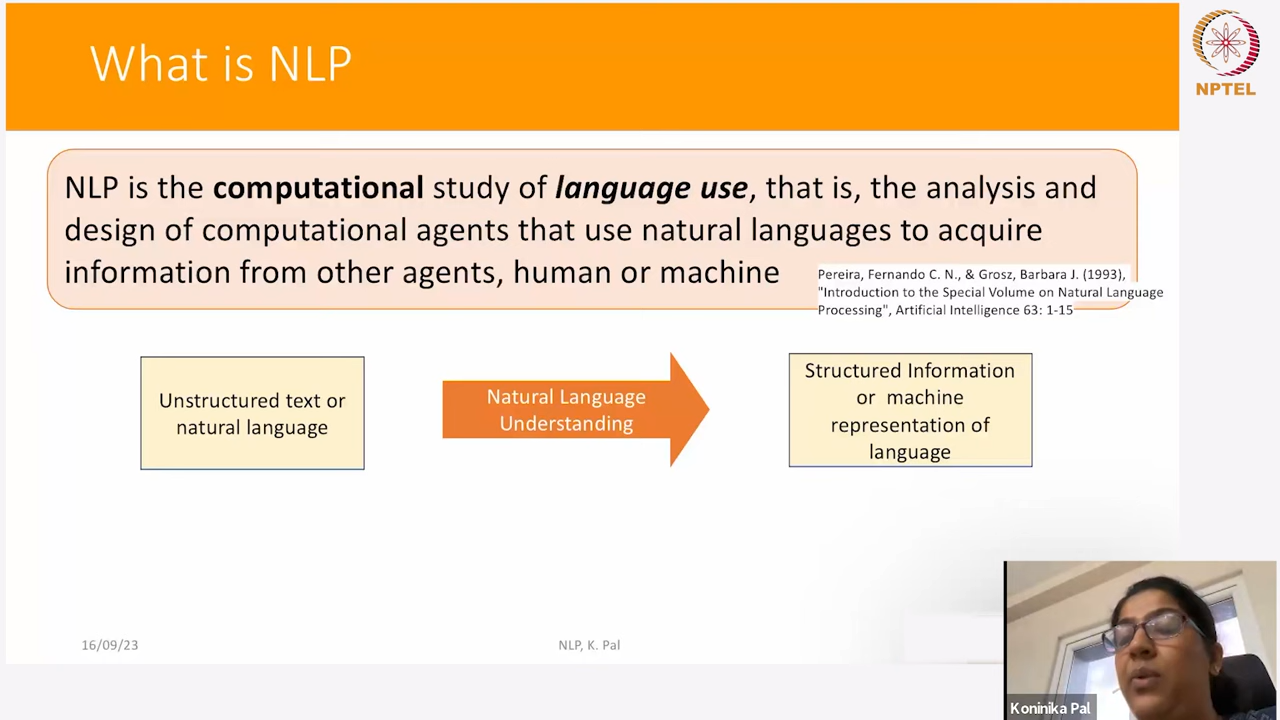 What is NLP
NPTEL
NLP is the computational study of language use, that is, the analysis and
design of computational agents that use natural languages to acquire
information from other agents, human or machine
Pereira, Fernando C. N., & Grosz, Barbara J. (1993),
"Introduction to the Special Volume on Natural Language
Processing", Artificial Intelligence 63: 1-15
Unstructured text or
natural language
Natural Language
Understanding
Structured Information
or machine
representation of
language
16/09/23
NLP, K. Pal
Koninika Pal